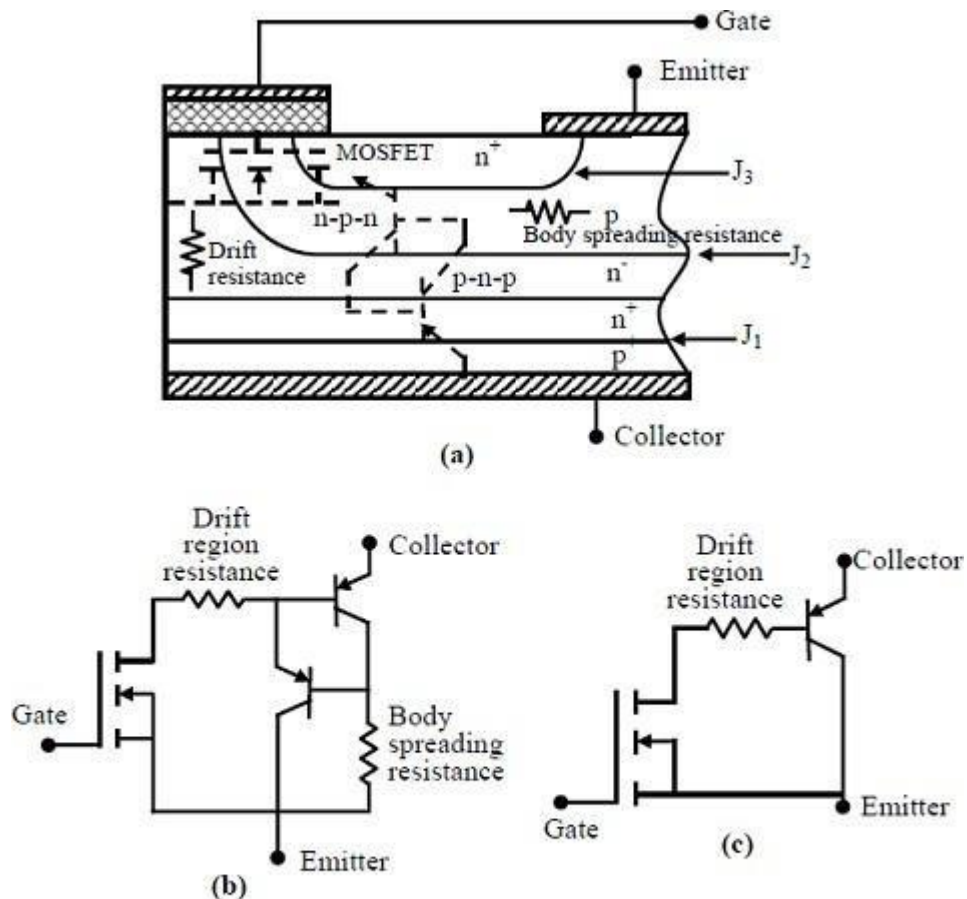 Gate
Emitter
MOSFET
n+
J3
n-p-n
p
Body spreading resistance
Drift
resistance
J2
n-
p-n-p
n+
J1
p+
Collector
(a)
Drift
region
resistance
Collector
Gate
Body
spreading
resistance
Emitter
(b)
Drift
region
resistance
Collector
Gate
Emitter
(c)